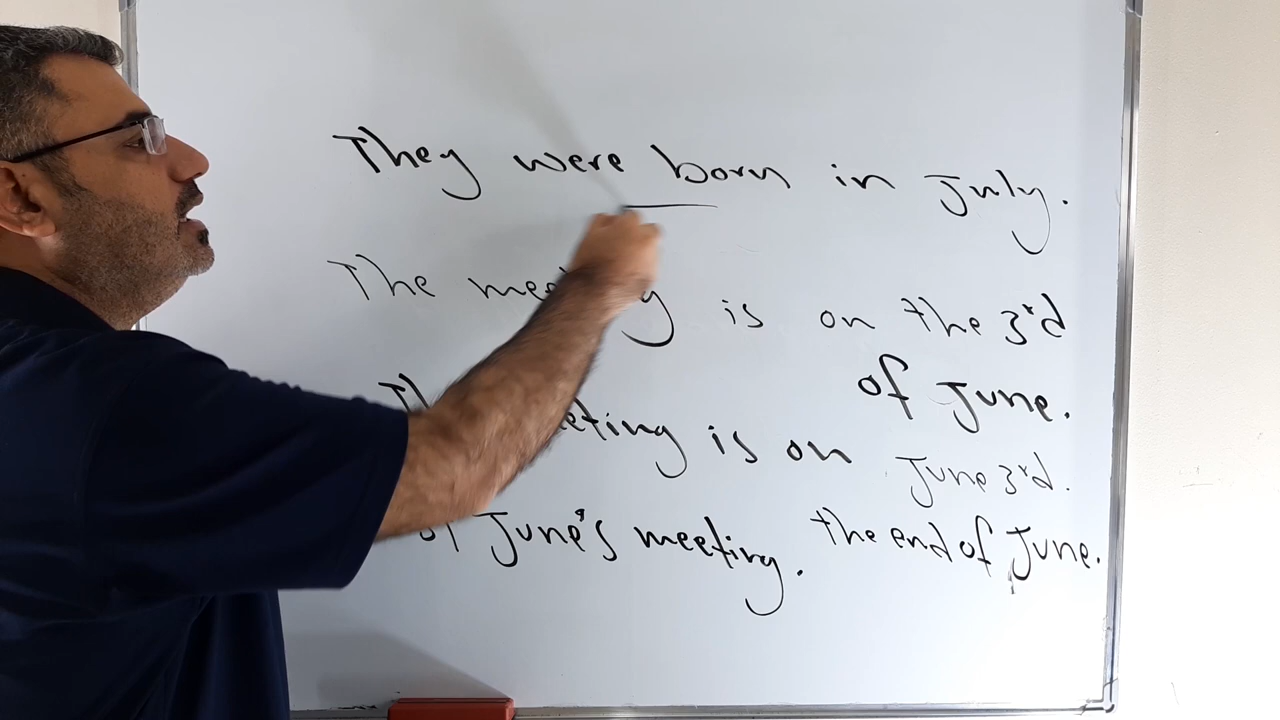 They were born in July.
The is on the 3rd
of June.
is on June 3rd.
of June's meeting. the end of June.